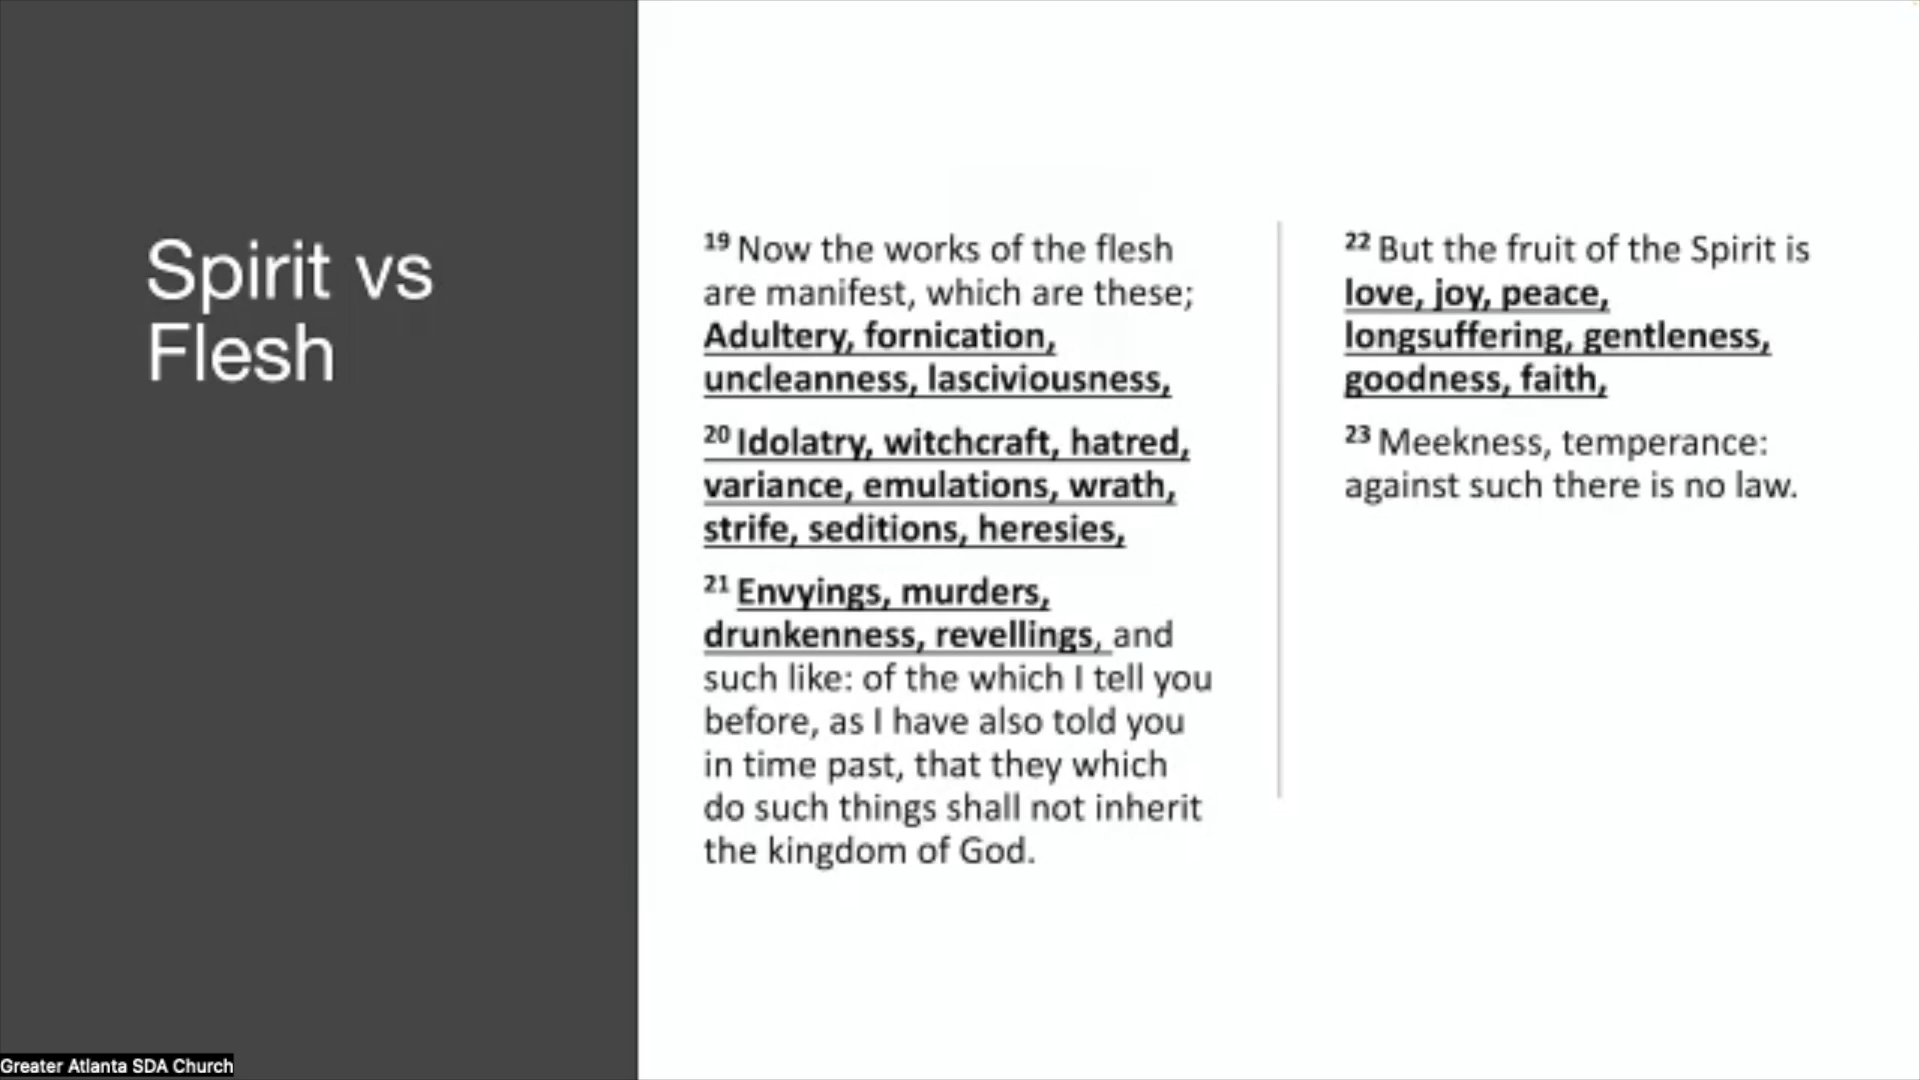 Spirit vs
Flesh
19 Now the works of the flesh
are manifest, which are these;
Adultery, fornication,
uncleanness, lasciviousness,
20 Idolatry, witchcraft, hatred,
variance, emulations, wrath,
strife, seditions, heresies,
21 Envyings, murders,
drunkenness, revellings, and
such like: of the which I tell you
before, as I have also told you
in time past, that they which
do such things shall not inherit
the kingdom of God.
22 But the fruit of the Spirit is
love, joy, peace,
longsuffering, gentleness,
goodness, faith,
23 Meekness, temperance:
against such there is no law.
Greater Atlanta SDA Church